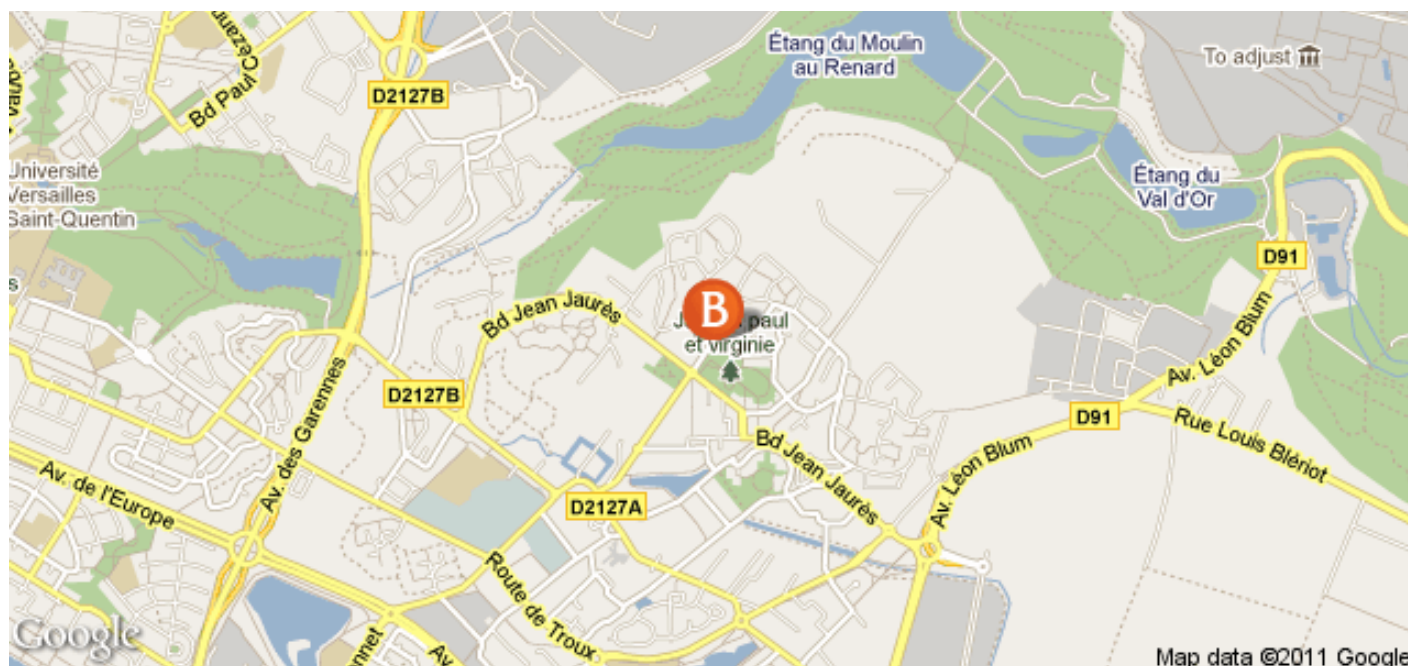 Étang du Moulin
au Renard
To adjust
Bd Paul Cézanne
D2127B
Université
Versailles
Saint-Quentin
Étang du
Val d'Or
D91
B
Bd Jean Jaurès
paul
et virginie
Av. Léon Blum
D2127B
D91
Rue Louis Blériot
Av. des Garennes
Bd Jean Jaurès
Av. Léon Blum
Av. de l'Europe
D2127A
Route de Troux
Av.
Google
Map data ©2011 Google